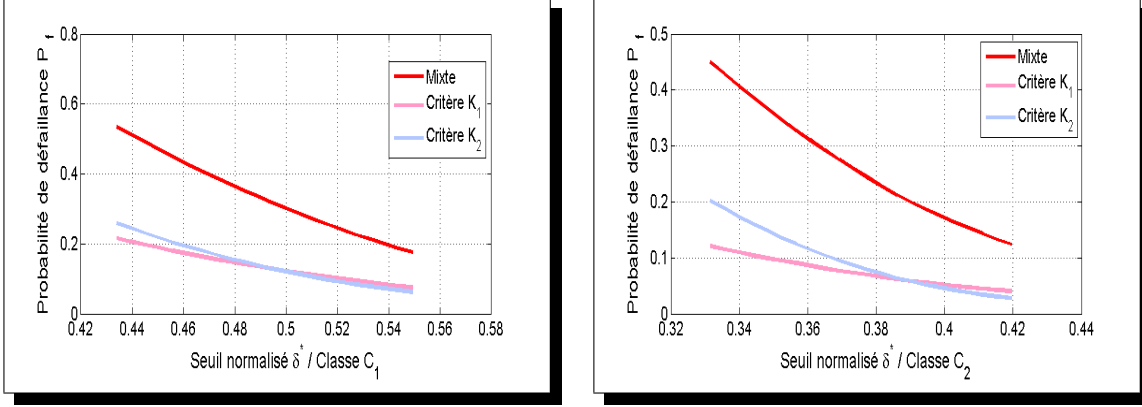 Probabilité de défaillance P_f
0.8
0.6
0.4
0.2
0
0.42 0.44 0.46 0.48 0.5 0.52 0.54 0.56 0.58
Seuil normalisé δ* / Classe C_1
Mixte
Critère K_1
Critère K_2
Probabilité de défaillance P_f
0.5
0.4
0.3
0.2
0.1
0
0.32 0.34 0.36 0.38 0.4 0.42 0.44
Seuil normalisé δ* / Classe C_2
Mixte
Critère K_1
Critère K_2